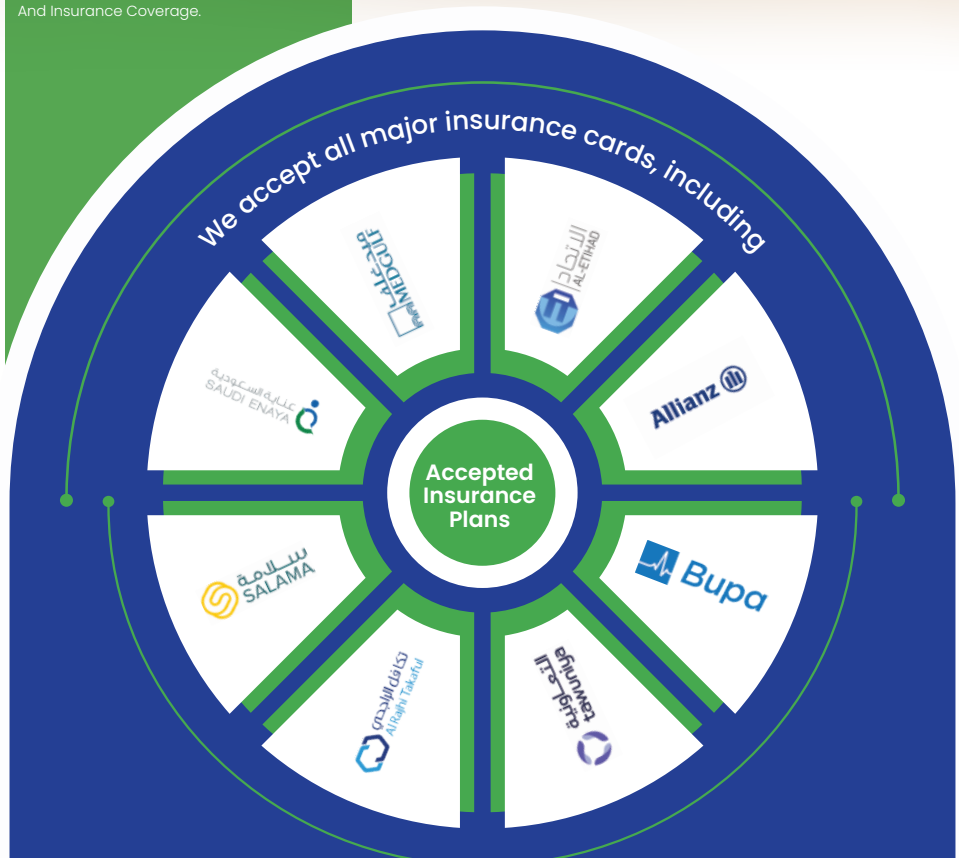 And Insurance Coverage.
We accept all major insurance cards, including
ميدغلف
MEDGULF
الاتحاد
AL-ETIHAD
عناية السعودية
SAUDI ENAYA
Allianz
Accepted
Insurance
Plans
سلامة
SALAMA
Bupa
تكافل الراجحي
Al Rajhi Takaful
التعاونية
tawuniya